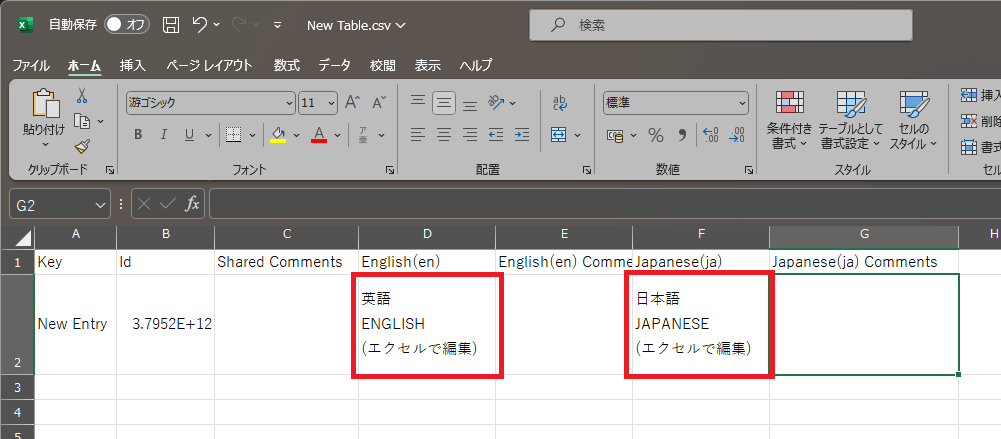 自動保存 オフ New Table.csv 検索
ファイル ホーム 挿入 ページ レイアウト 数式 データ 校閲 表示 ヘルプ
貼り付け
クリップボード
游ゴシック 11 A A
B I U A
フォント
ab
配置
標準
% 9
数値
条件付き
書式
テーブルとして
書式設定
セルの
スタイル
スタイル
挿入
削除
書式
セル
G2 fx
A B C D E F G H
1 Key Id Shared Comments English(en) English(en) Comme Japanese(ja) Japanese(ja) Comments
2 New Entry 3.7952E+12
英語
ENGLISH
(エクセルで編集)
日本語
JAPANESE
(エクセルで編集)
3
4
5